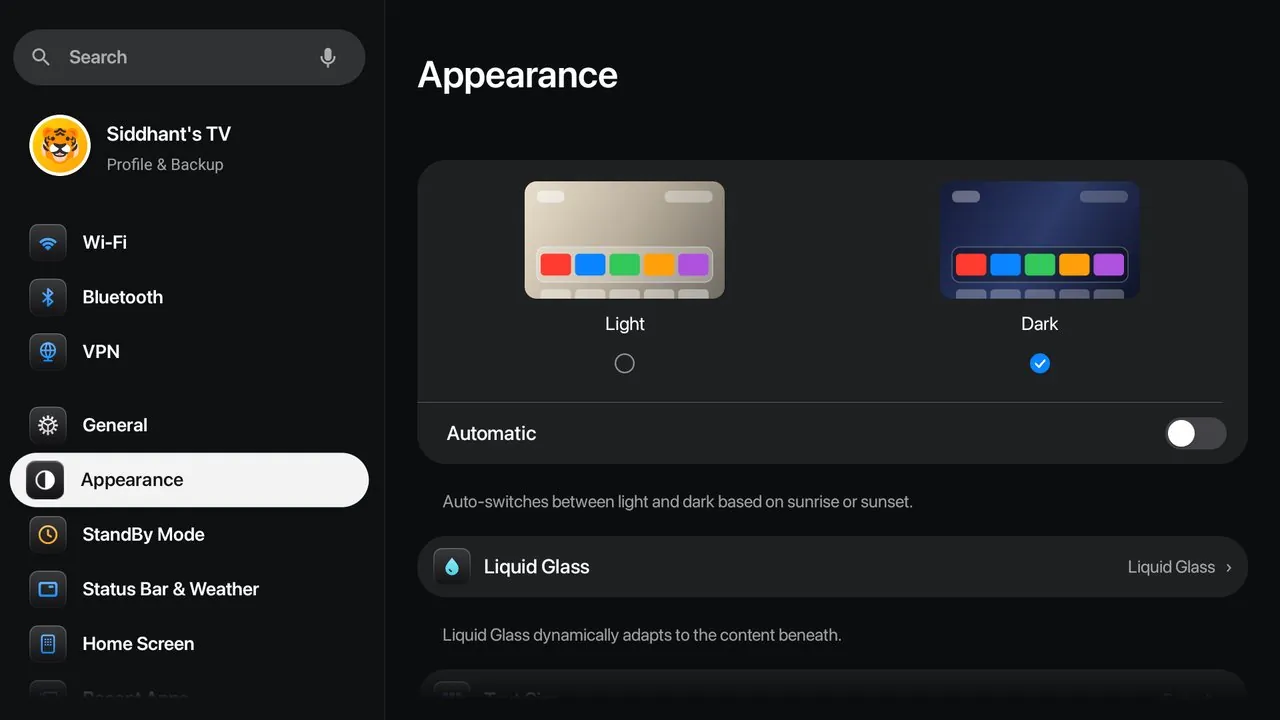 Search
Siddhant's TV
Profile & Backup
Wi-Fi
Bluetooth
VPN
General
Appearance
StandBy Mode
Status Bar & Weather
Home Screen
Appearance
Light
Dark
Automatic
Auto-switches between light and dark based on sunrise or sunset.
Liquid Glass
Liquid Glass ›
Liquid Glass dynamically adapts to the content beneath.